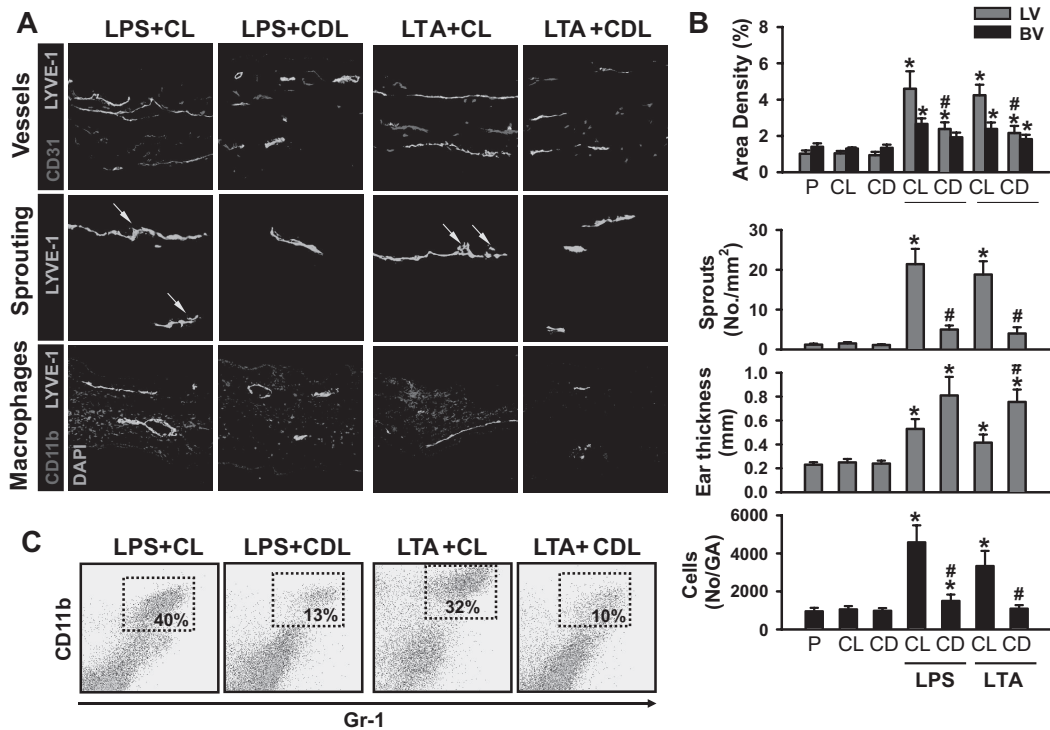 A
LPS+CL LPS+CDL LTA+CL LTA+CDL
Vessels
CD31 LYVE-1
Sprouting
LYVE-1
Macrophages
CD11b LYVE-1
DAPI
B
LV
BV
Area Density (%)
8
6
4
2
0
* * # * * * # * *
P CL CD CL CD CL CD
Sprouts
(No./mm²)
30
20
10
0
* # * #
Ear thickness
(mm)
1.0
0.8
0.6
0.4
0.2
0.0
* * * # *
Cells
(No/GA)
6000
4000
2000
0
* # * * #
P CL CD CL CD CL CD
LPS LTA
C
LPS+CL LPS+CDL LTA+CL LTA+CDL
CD11b
40% 13% 32% 10%
Gr-1